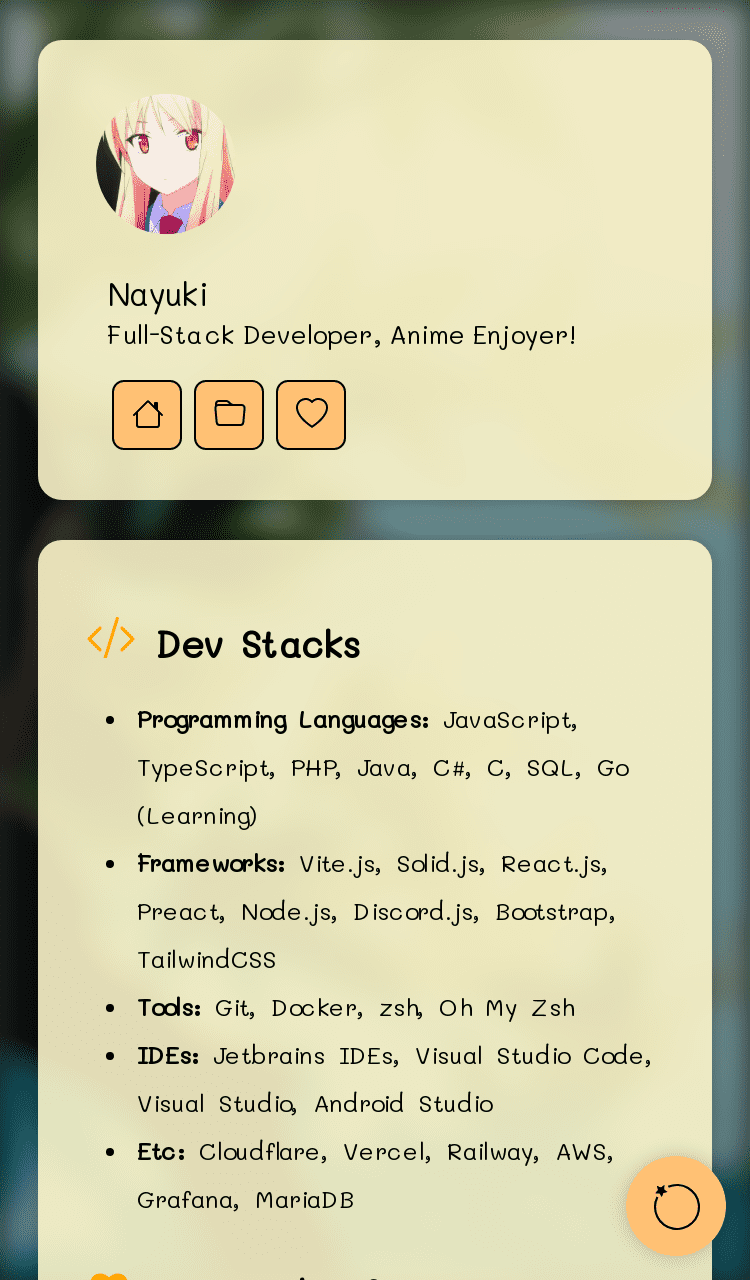 Nayuki
Full-Stack Developer, Anime Enjoyer!
Dev Stacks
Programming Languages: JavaScript,
TypeScript, PHP, Java, C#, C, SQL, Go
(Learning)
Frameworks: Vite.js, Solid.js, React.js,
Preact, Node.js, Discord.js, Bootstrap,
TailwindCSS
Tools: Git, Docker, zsh, Oh My Zsh
IDEs: Jetbrains IDEs, Visual Studio Code,
Visual Studio, Android Studio
Etc: Cloudflare, Vercel, Railway, AWS,
Grafana, MariaDB